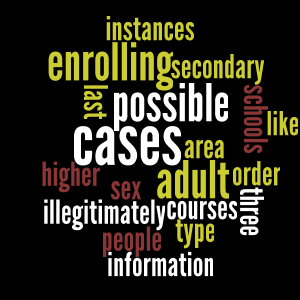 instances
enrolling
secondary
last
possible
schools
like
cases
area
higher
sex
adult
order
three
illegitimately
courses
type
people
information